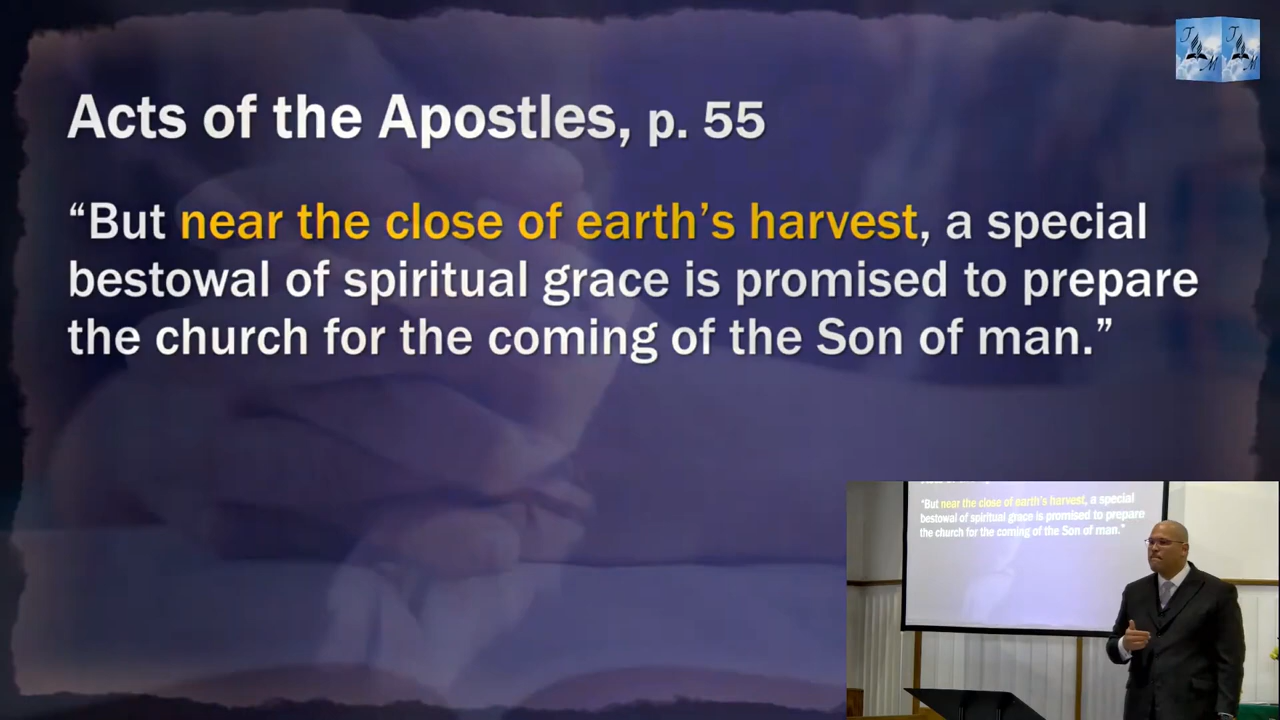 Acts of the Apostles, p. 55
“But near the close of earth’s harvest, a special
bestowal of spiritual grace is promised to prepare
the church for the coming of the Son of man.”
T
M
T
M
“But near the close of earth’s harvest, a special
bestowal of spiritual grace is promised to prepare
the church for the coming of the Son of man.”